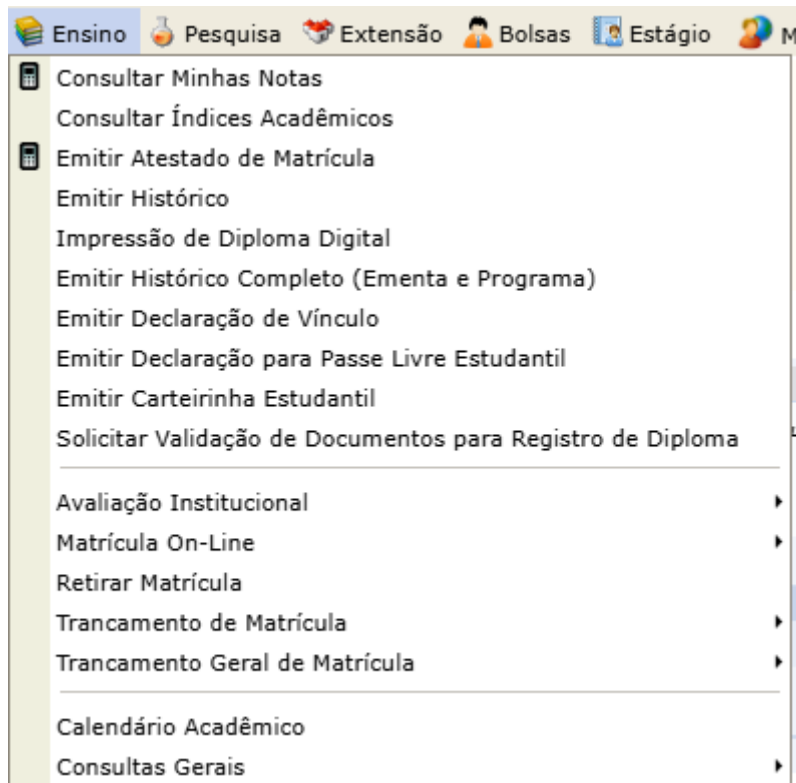 Ensino Pesquisa Extensão Bolsas Estágio M
Consultar Minhas Notas
Consultar Índices Acadêmicos
Emitir Atestado de Matrícula
Emitir Histórico
Impressão de Diploma Digital
Emitir Histórico Completo (Ementa e Programa)
Emitir Declaração de Vínculo
Emitir Declaração para Passe Livre Estudantil
Emitir Carteirinha Estudantil
Solicitar Validação de Documentos para Registro de Diploma
Avaliação Institucional
Matrícula On-Line
Retirar Matrícula
Trancamento de Matrícula
Trancamento Geral de Matrícula
Calendário Acadêmico
Consultas Gerais